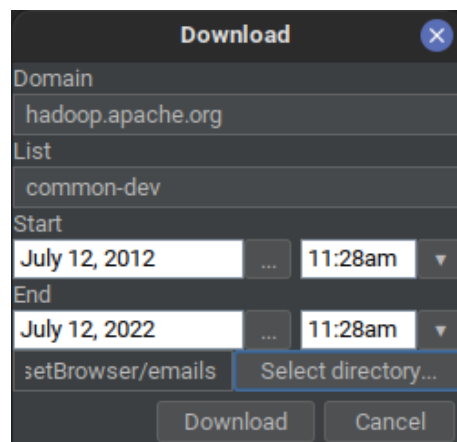 Download
Domain
hadoop.apache.org
List
common-dev
Start
July 12, 2012 ... 11:28am
End
July 12, 2022 ... 11:28am
setBrowser/emails Select directory...
Download Cancel